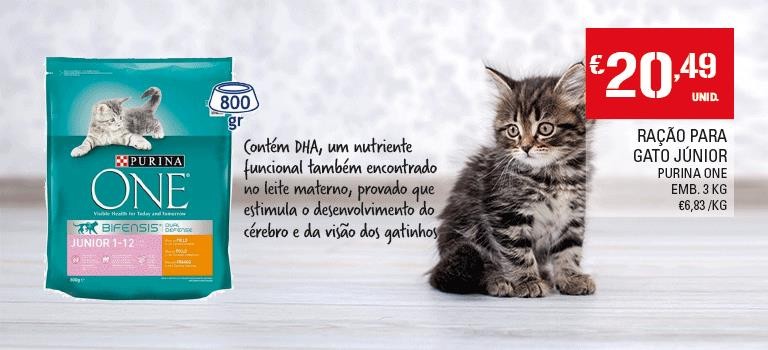 800
gr
PURINA
ONE
Visible Health for Today and Tomorrow
BIFENSIS DUAL
DEFENSE
JUNIOR 1-12
800g
Contém DHA, um nutriente
funcional também encontrado
no leite materno, provado que
estimula o desenvolvimento do
cérebro e da visão dos gatinhos
€20,49
UNID.
RAÇÃO PARA
GATO JÚNIOR
PURINA ONE
EMB. 3 KG
€6,83 /KG